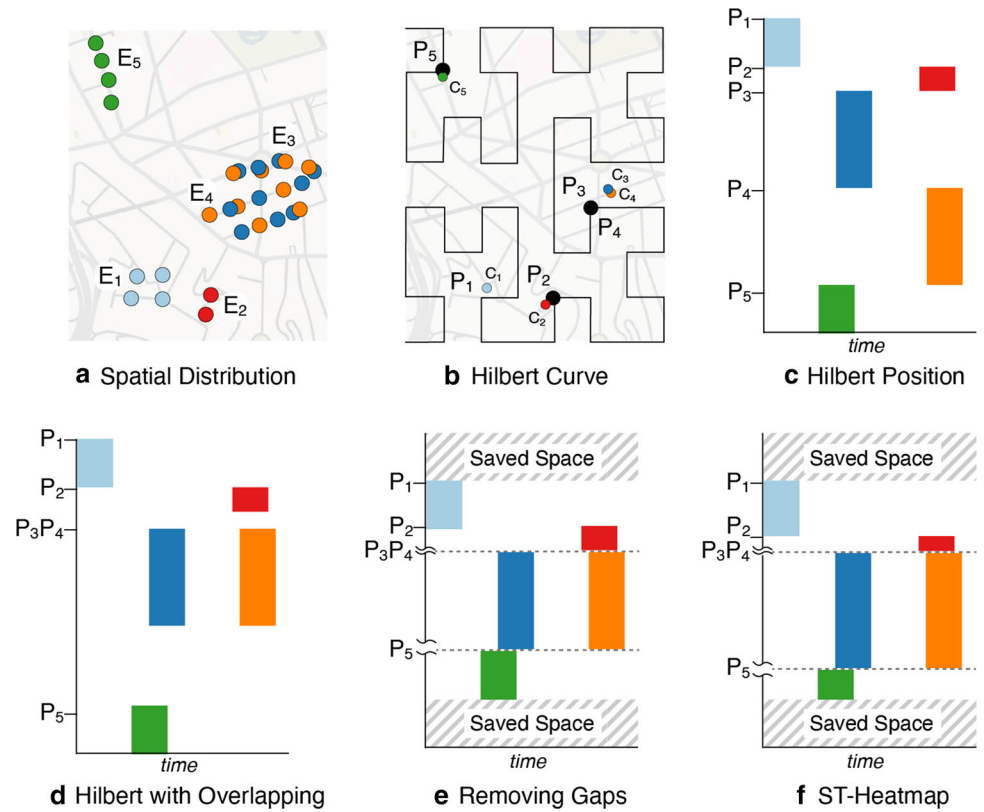 E5
E3
E4
E1
E2
a Spatial Distribution
P5
C5
C3
C4
P3
P4
P1
C1
P2
C2
b Hilbert Curve
P1
P2
P3
P4
P5
time
c Hilbert Position
P1
P2
P3P4
P5
time
d Hilbert with Overlapping
Saved Space
P1
P2
P3P4
P5
Saved Space
time
e Removing Gaps
Saved Space
P1
P2
P3P4
P5
Saved Space
time
f ST-Heatmap